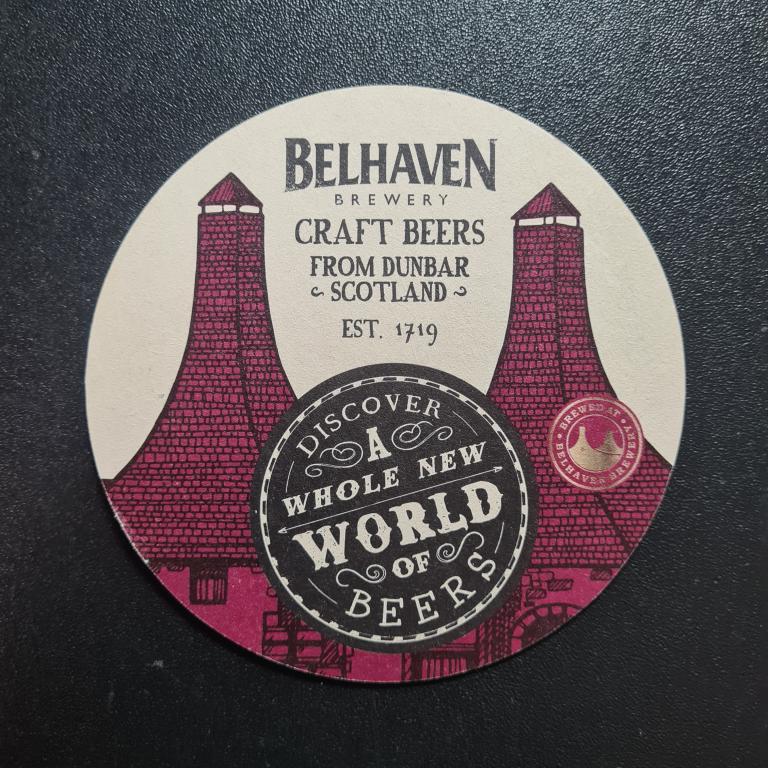 BELHAVEN
BREWERY
CRAFT BEERS
FROM DUNBAR
~ SCOTLAND ~
EST. 1719
DISCOVER
A
WHOLE NEW
WORLD
OF
BEERS
BREWED AT
• BELHAVEN BREWERY •